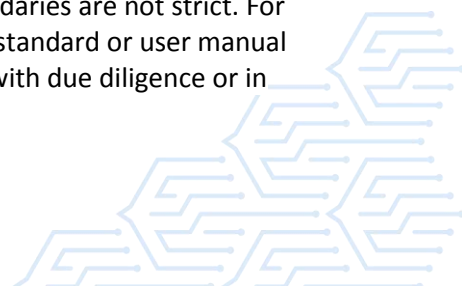 daries are not strict. For
standard or user manual
with due diligence or in